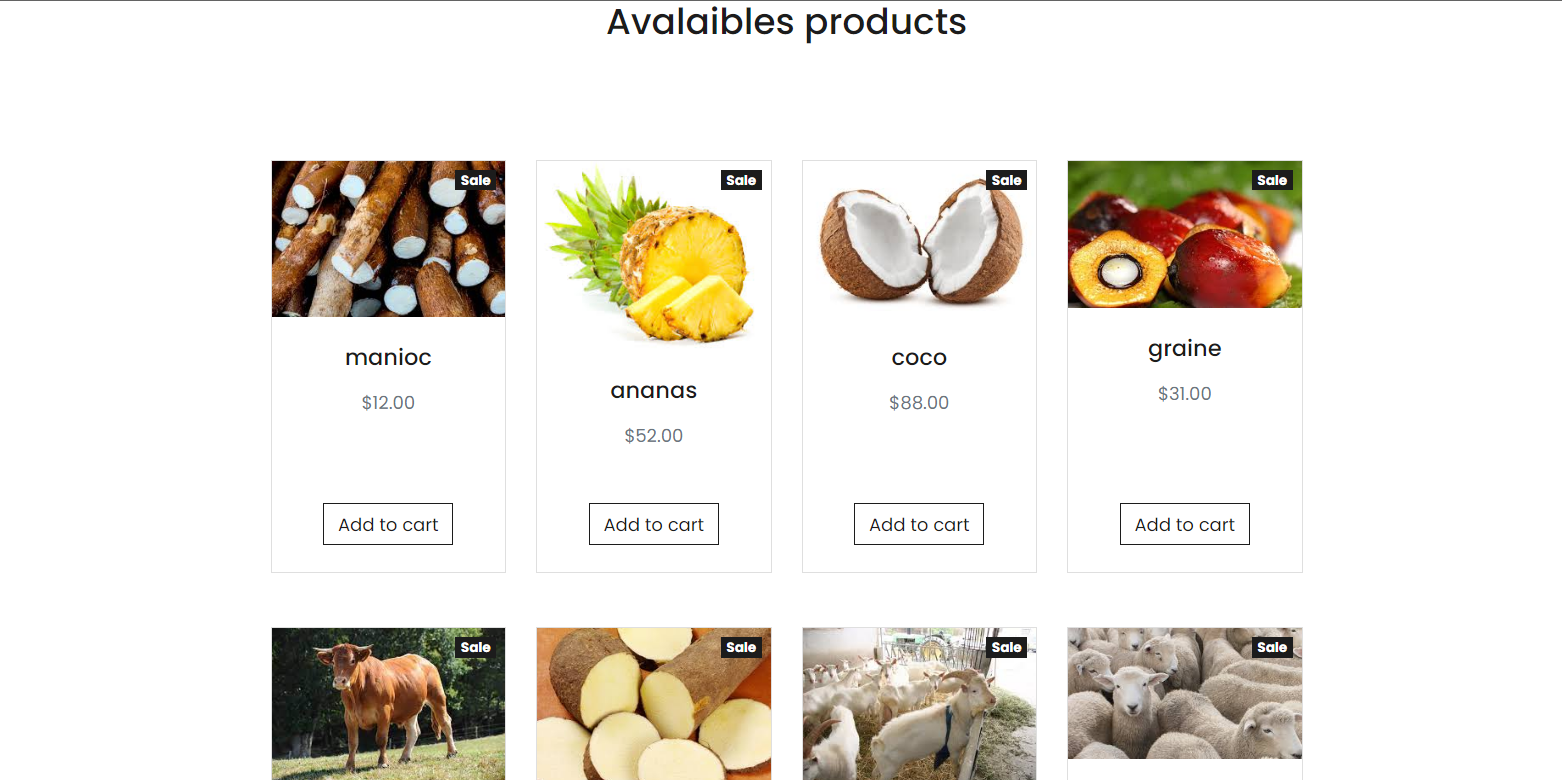 Avalaibles products
Sale
Sale
Sale
Sale
manioc
$12.00
ananas
$52.00
coco
$88.00
graine
$31.00
Add to cart
Add to cart
Add to cart
Add to cart
Sale
Sale
Sale
Sale